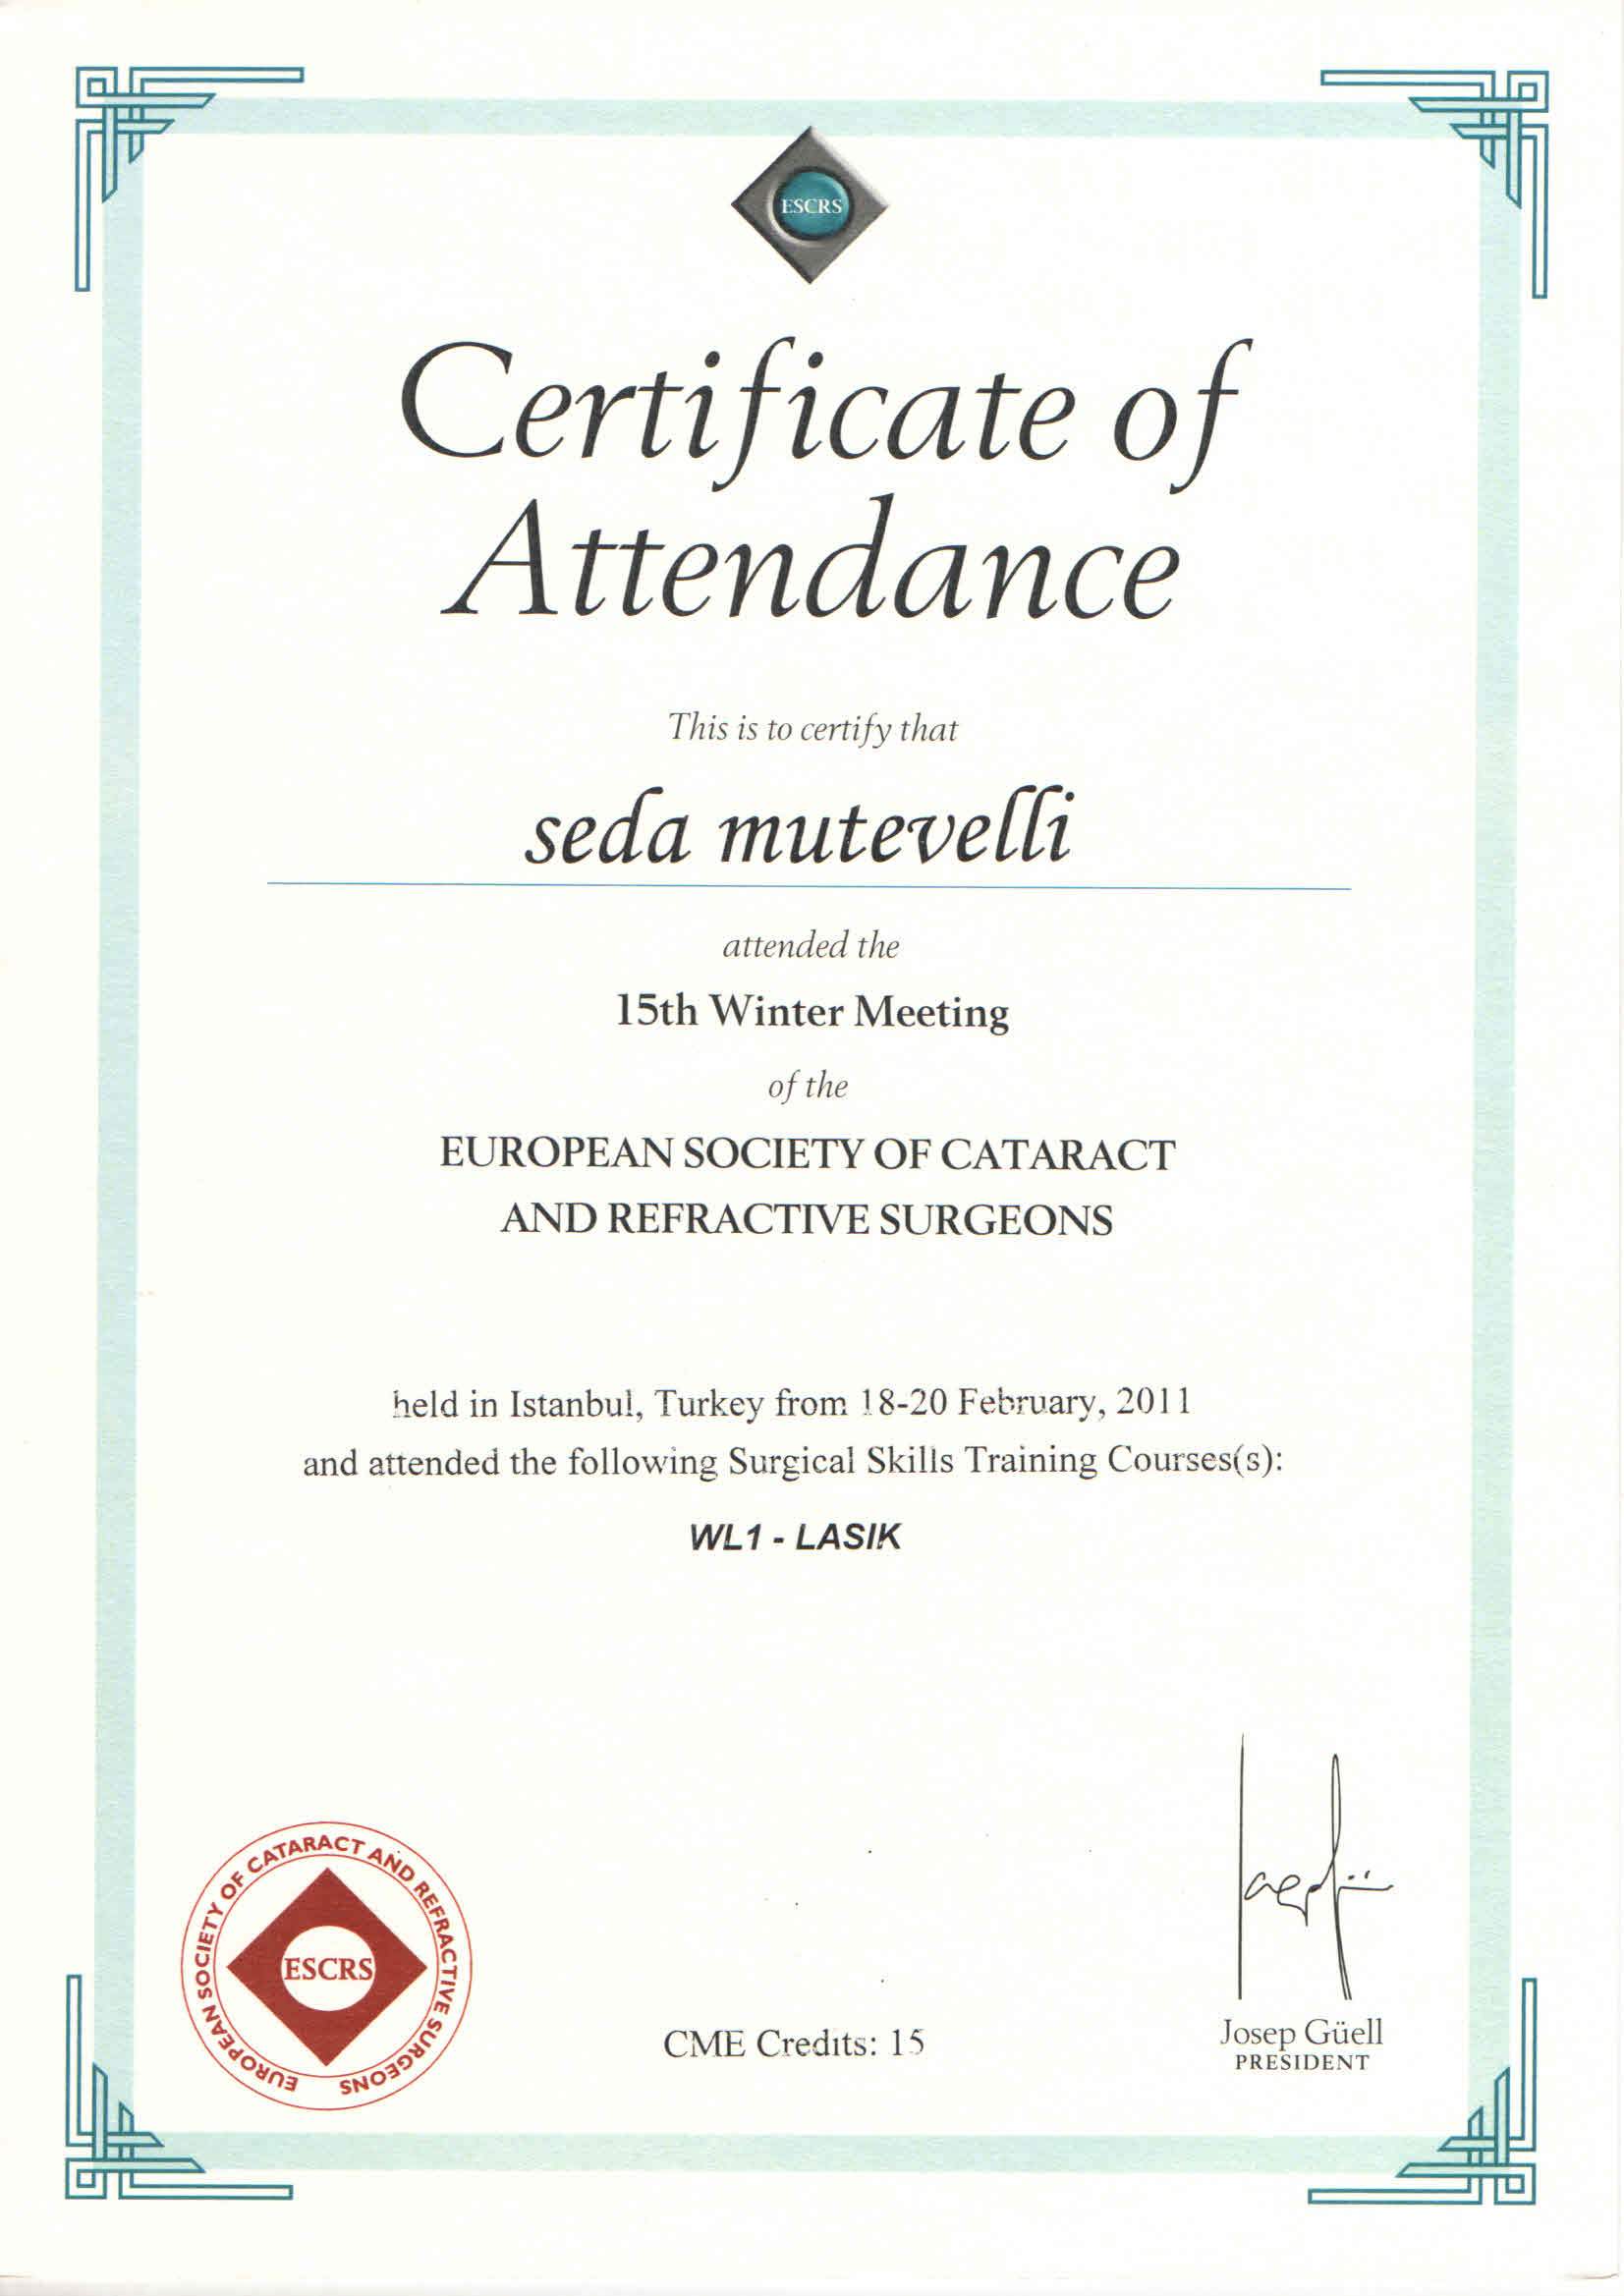 ESCRS
Certificate of
Attendance
This is to certify that
seda mutevelli
attended the
15th Winter Meeting
of the
EUROPEAN SOCIETY OF CATARACT
AND REFRACTIVE SURGEONS
held in Istanbul, Turkey from 18-20 February, 2011
and attended the following Surgical Skills Training Courses(s):
WL1 - LASIK
EUROPEAN SOCIETY OF CATARACT AND REFRACTIVE SURGEONS
ESCRS
CME Credits: 15
Josep Güell
PRESIDENT